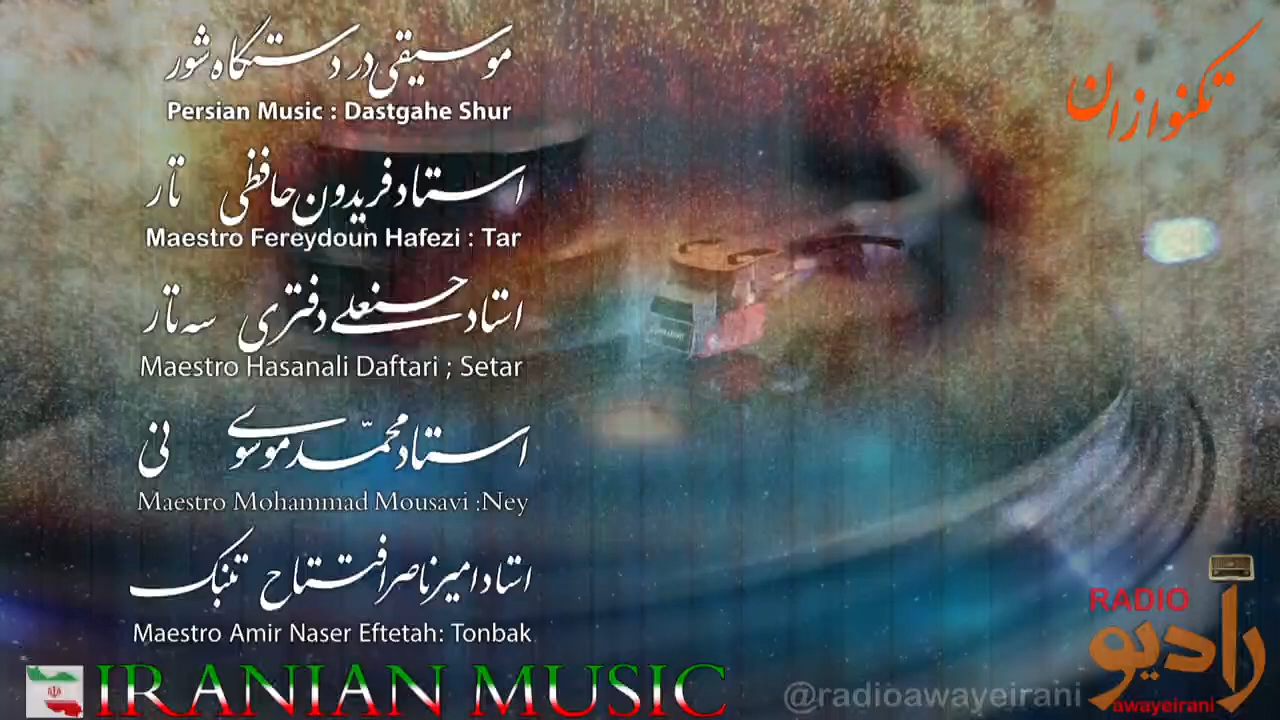 موسیقی در دستگاه شور
Persian Music : Dastgahe Shur
تکنوازان
استاد فریدون حافظی تار
Maestro Fereydoun Hafezi : Tar
استاد حسنعلی دفتری سه تار
Maestro Hasanali Daftari ; Setar
استاد محمّد موسوی نی
Maestro Mohammad Mousavi :Ney
استاد امیرناصر افتتاح تنبک
Maestro Amir Naser Eftetah: Tonbak
IRANIAN MUSIC
@radioawayeirani
RADIO
رادیو
awayeirani